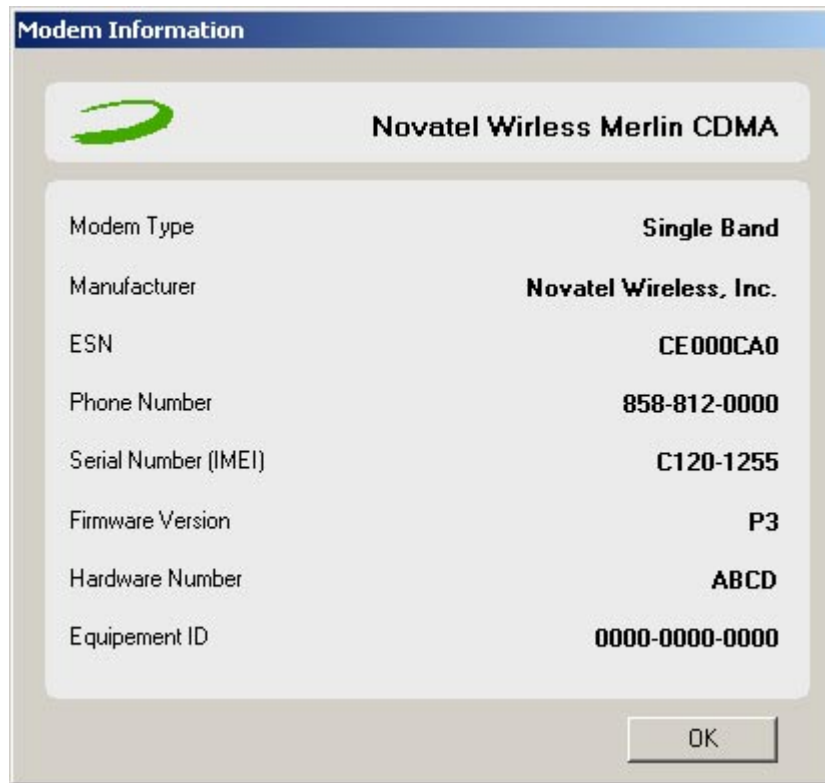 Modem Information
Novatel Wirless Merlin CDMA
Modem Type Single Band
Manufacturer Novatel Wireless, Inc.
ESN CE000CA0
Phone Number 858-812-0000
Serial Number (IMEI) C120-1255
Firmware Version P3
Hardware Number ABCD
Equipement ID 0000-0000-0000
OK